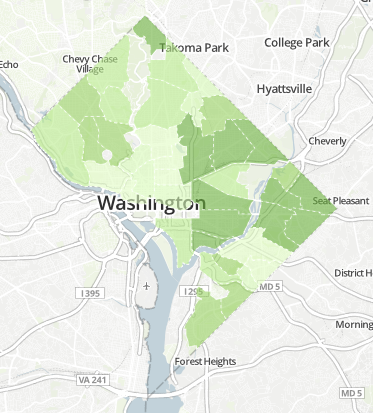 Takoma Park
College Park
Chevy Chase
Village
Echo
Hyattsville
Cheverly
Washington
Seat Peasant
I 395
I 295
MD 5
District H
Morning
Forest Heights
VA 241
MD 5